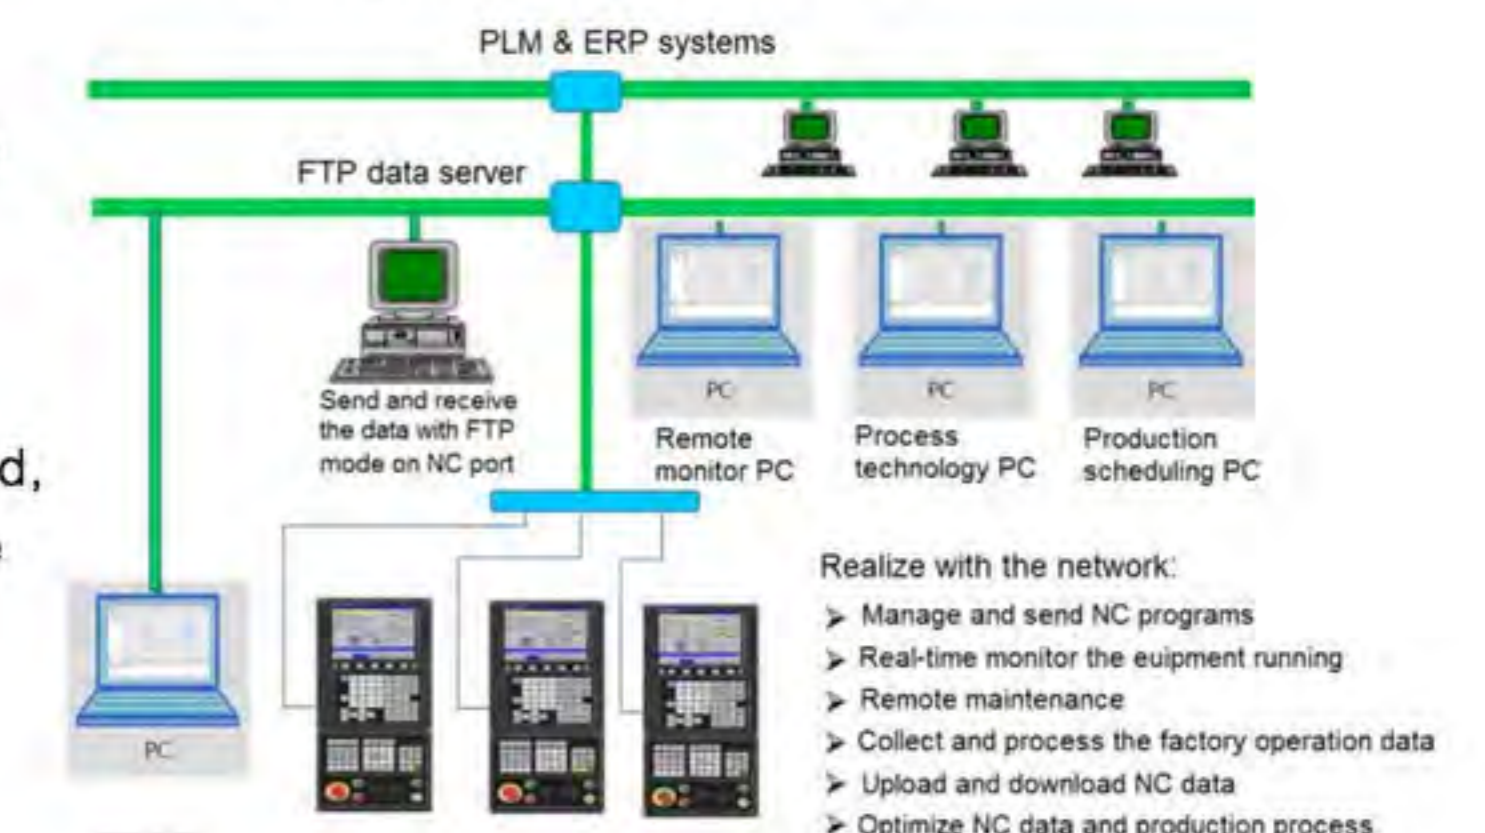 PLM & ERP systems
FTP data server
Send and receive
the data with FTP
mode on NC port
PC
PC
PC
Remote
monitor PC
Process
technology PC
Production
scheduling PC
d,
PC
Realize with the network:
➢ Manage and send NC programs
➢ Real-time monitor the euipment running
➢ Remote maintenance
➢ Collect and process the factory operation data
➢ Upload and download NC data
➢ Optimize NC data and production process